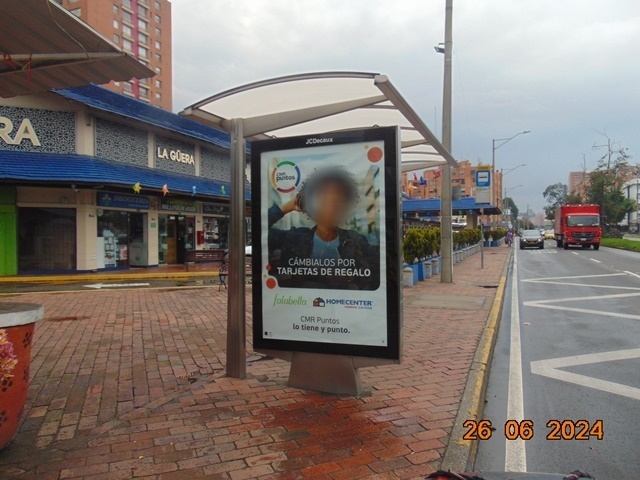 JCDecaux
RA
LA GÜERA
CMR
puntos
CÁMBIALOS POR
TARJETAS DE REGALO
falabella
HOMECENTER
CMR Puntos
lo tiene y punto.
26 06 2024